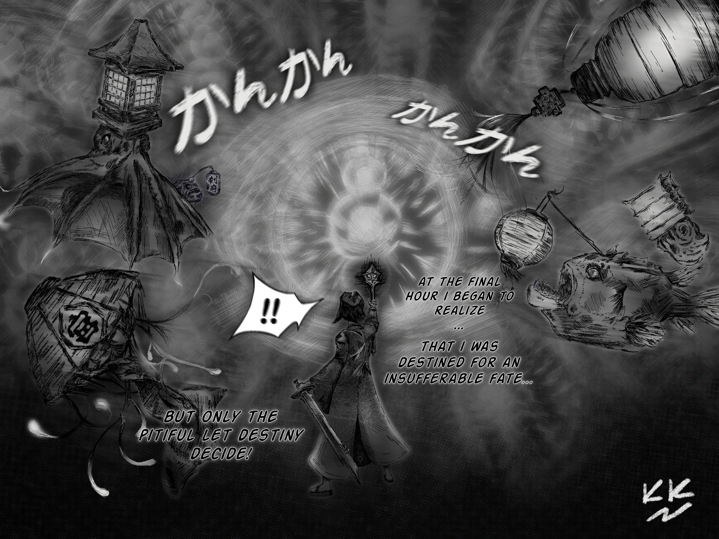 かんかん
かんかん
!!
AT THE FINAL
HOUR I BEGAN TO
REALIZE
...
THAT I WAS
DESTINED FOR AN
INSUFFERABLE FATE...
BUT ONLY THE
PITIFUL LET DESTINY
DECIDE!
KK